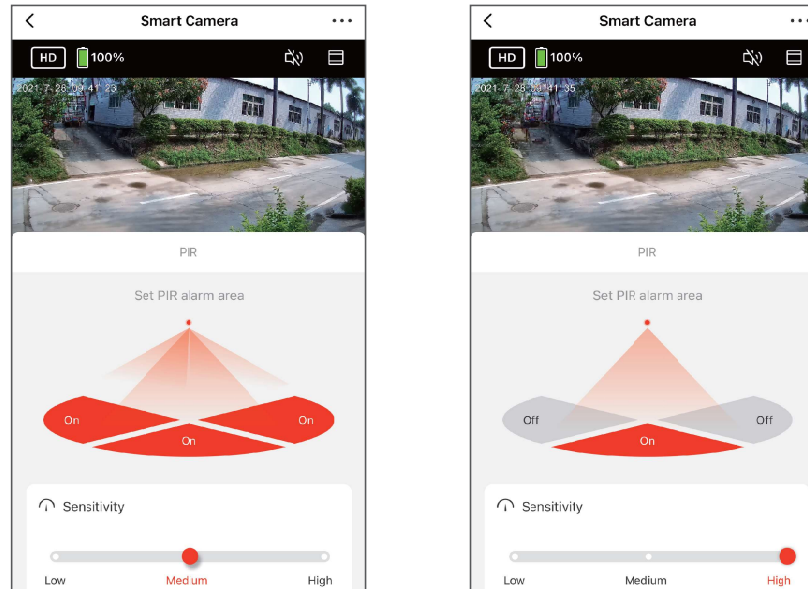 Smart Camera
HD 100%
2021-7-28 09:41:23
PIR
Set PIR alarm area
On On
On
Sensitivity
Low Medium High
Smart Camera
HD 100%
2021-7-28 09:41:35
PIR
Set PIR alarm area
Off Off
On
Sensitivity
Low Medium High